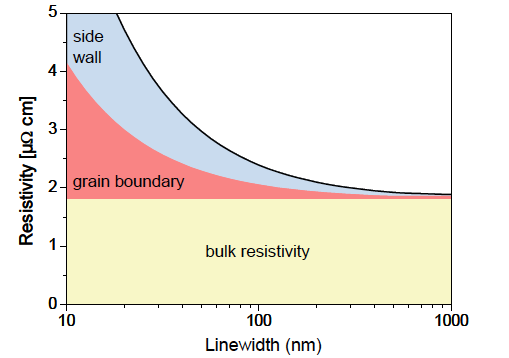 5
side
wall
4
3
grain boundary
2
1
bulk resistivity
0
10
100
1000
Resistivity [µΩ cm]
Linewidth (nm)